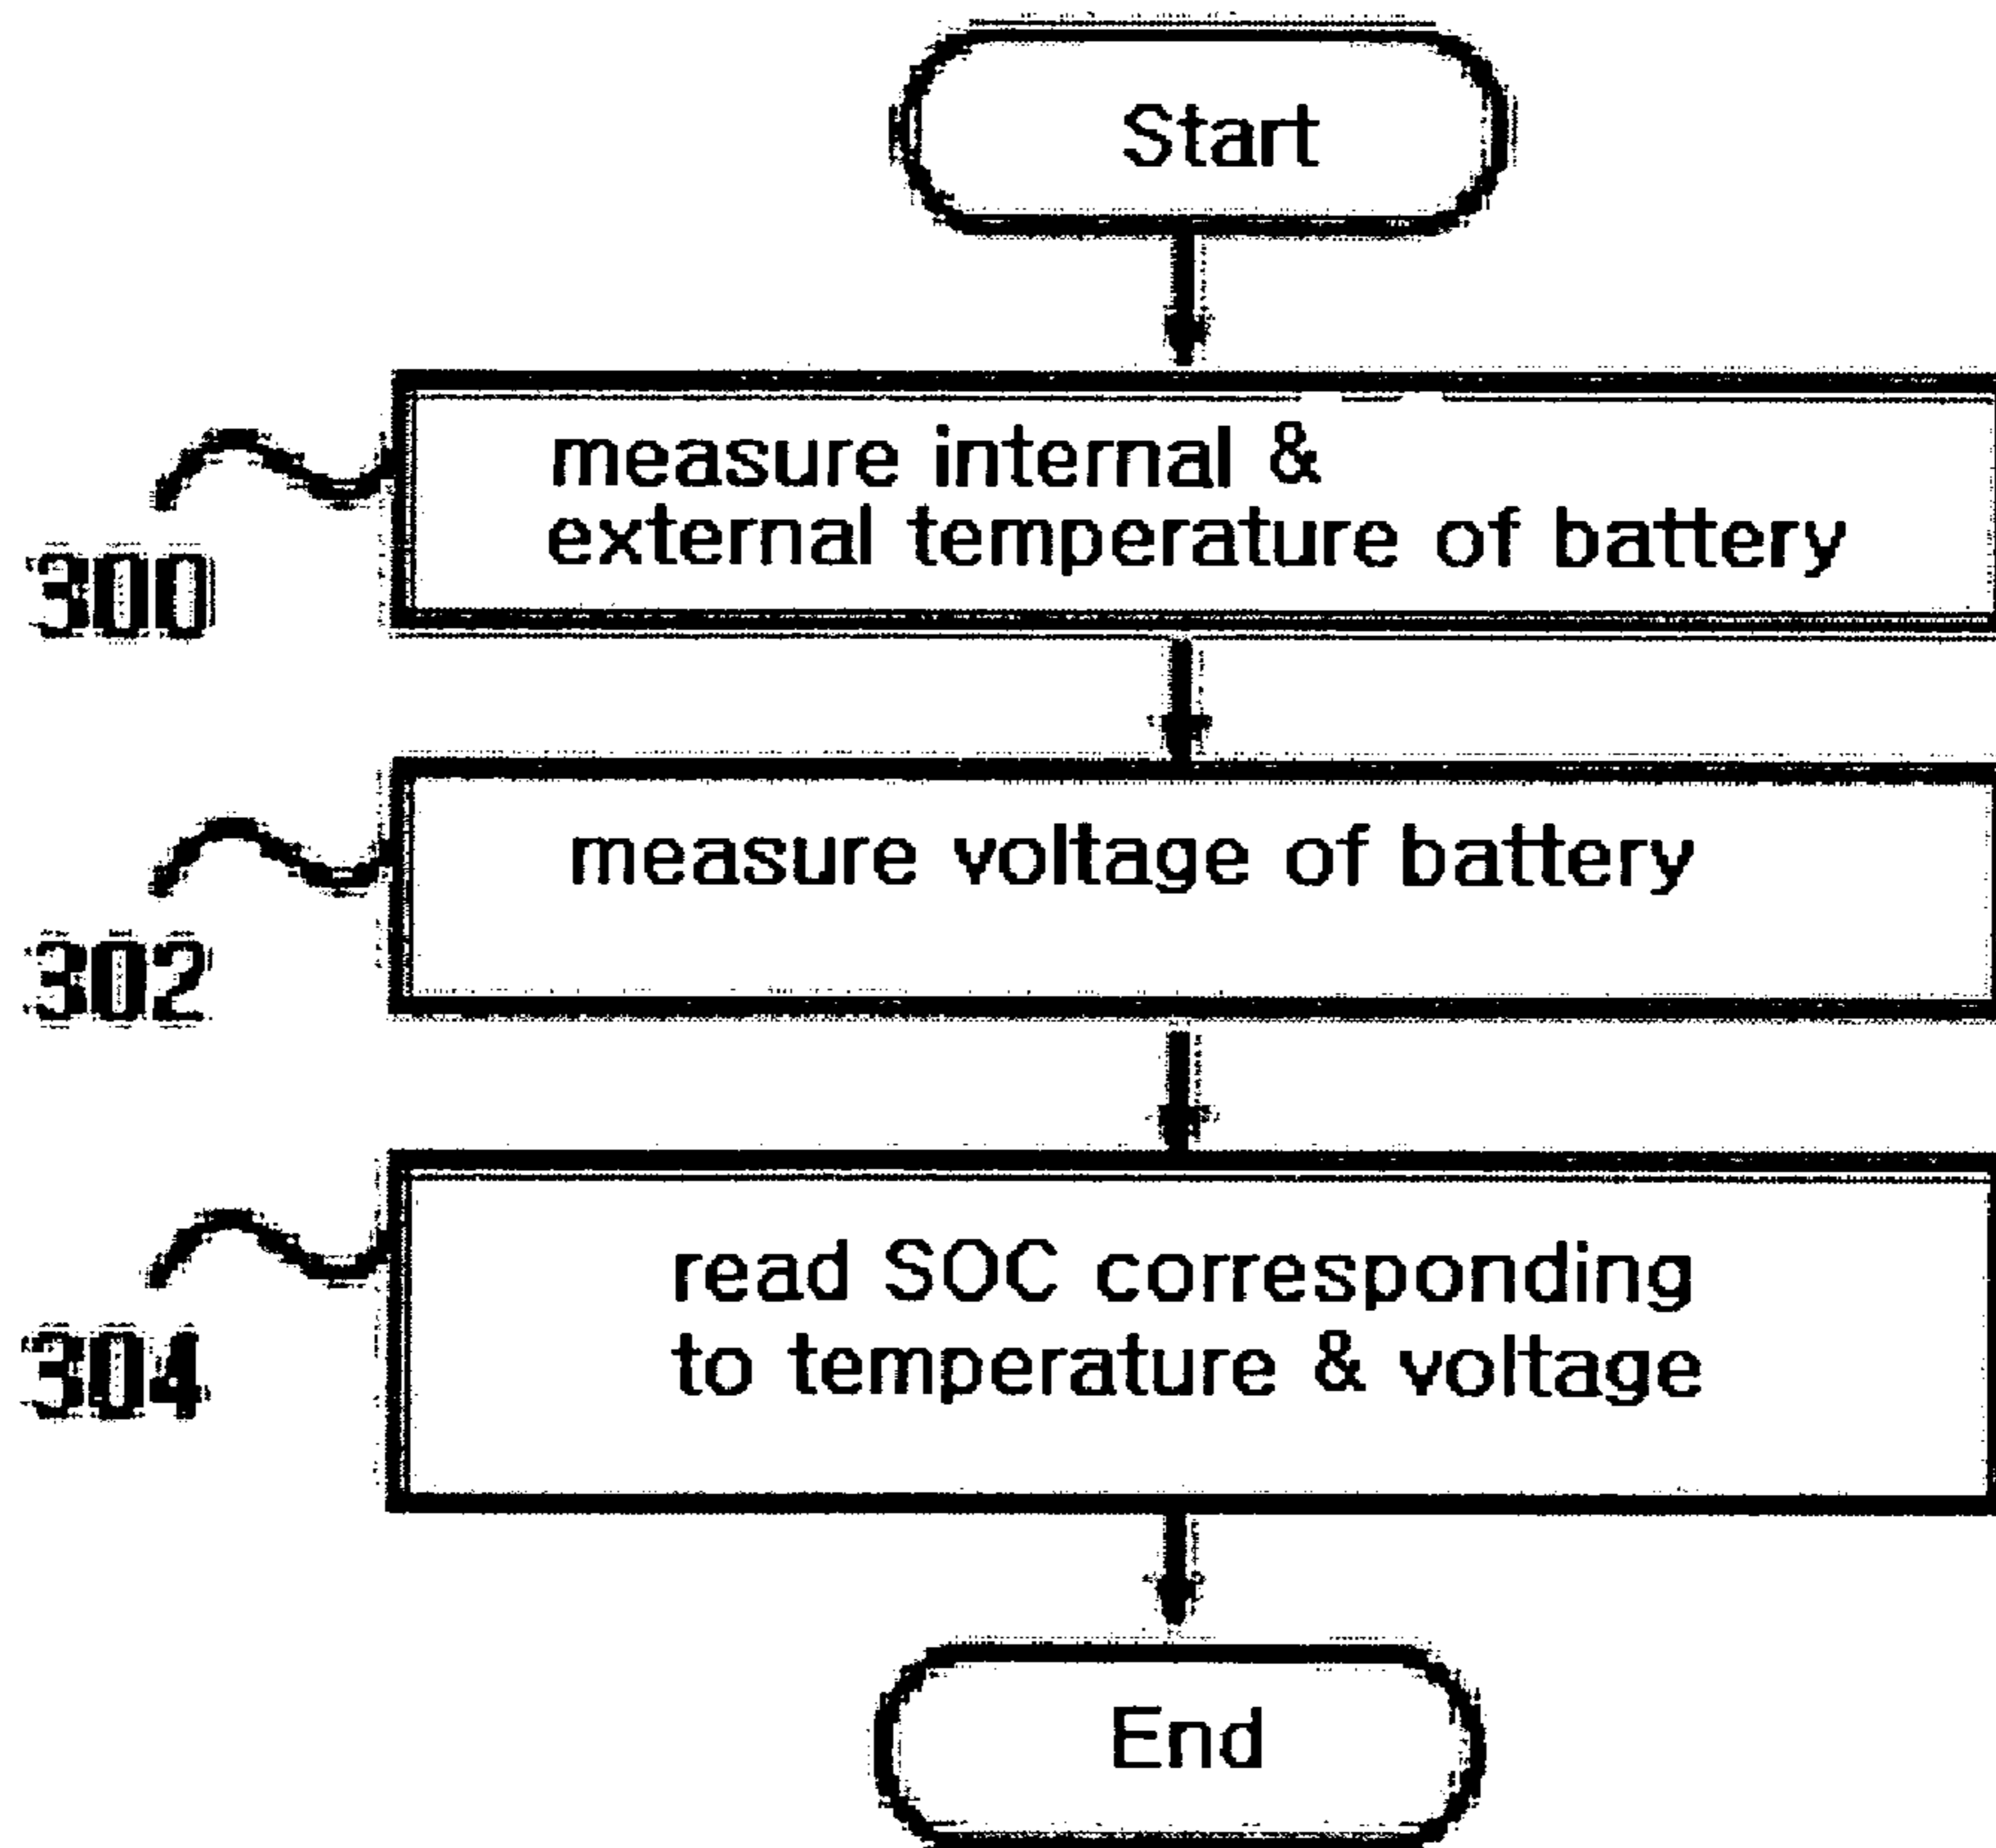 Start
measure internal &
external temperature of battery
300
measure voltage of battery
302
read SOC corresponding
to temperature & voltage
304
End